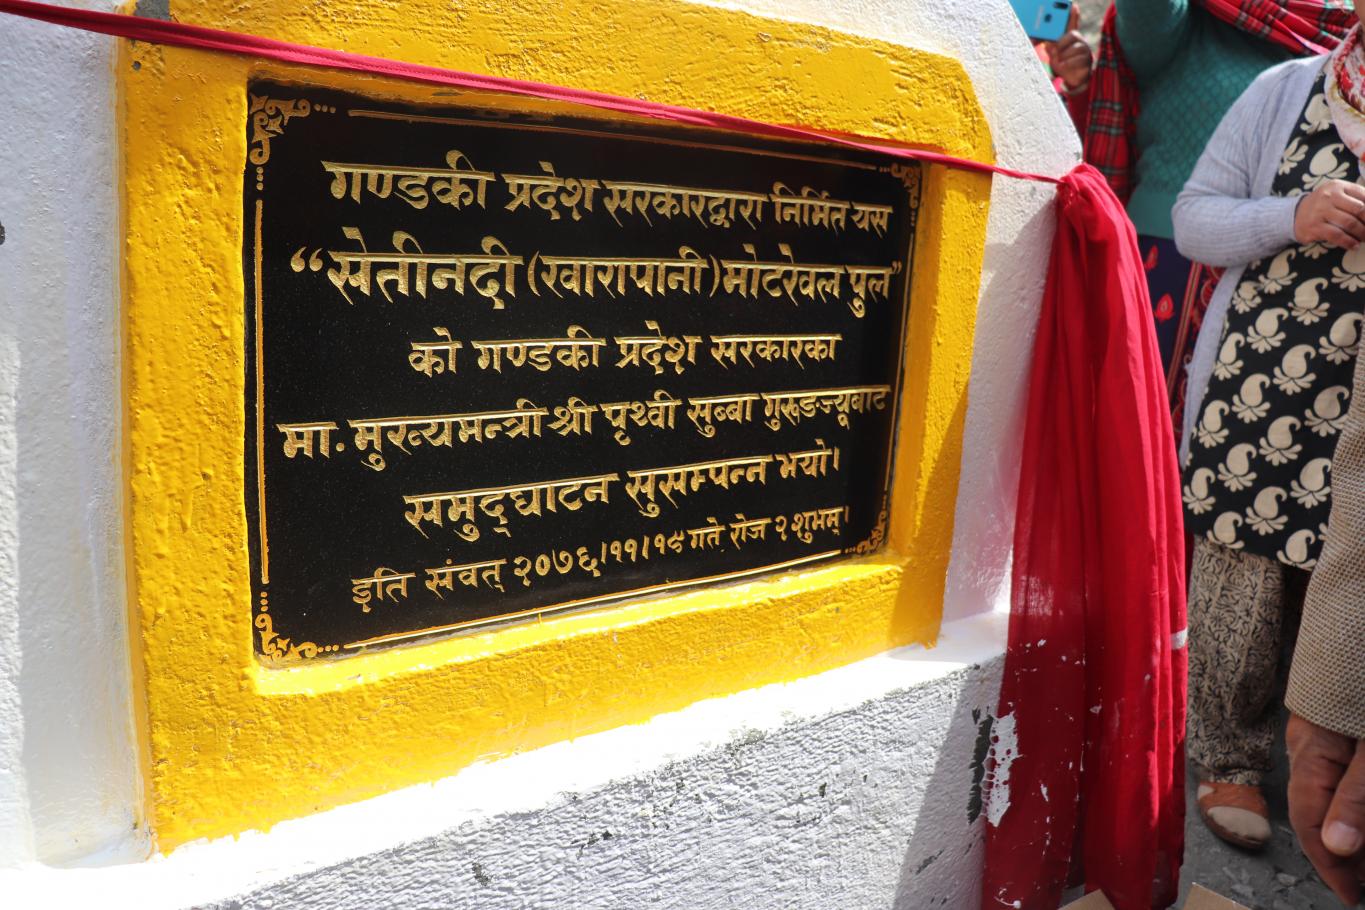 गण्डकी प्रदेश सरकारद्वारा निर्मित यस
“सेतीनदी (खारापानी) मोटरेवल पुल”
को गण्डकी प्रदेश सरकारका
मा. मुख्यमन्त्री श्री पृथ्वी सुब्बा गुरूङज्यूबाट
समुद्घाटन सुसम्पन्न भयो।
इति संवत् २०७६।११।१९ गते रोज २ शुभम्।